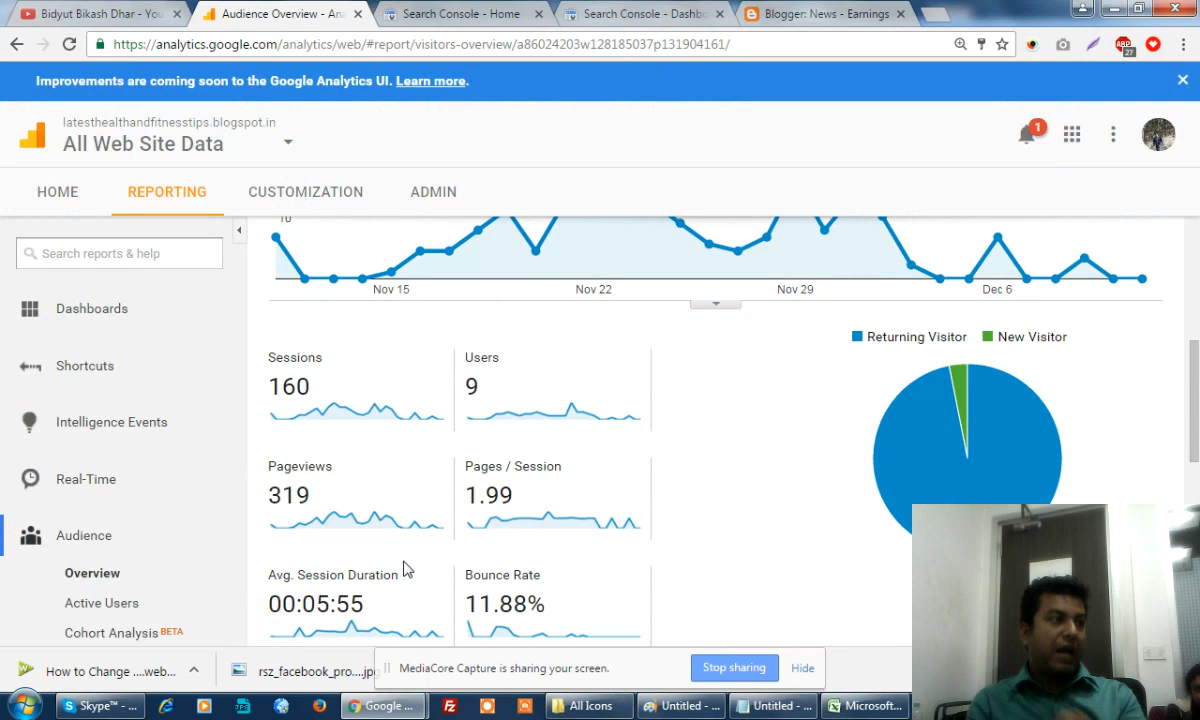 Bidyut Bikash Dhar - You
Audience Overview - Ana
Search Console - Home
Search Console - Dashbo
Blogger: News - Earnings
https://analytics.google.com/analytics/web/#report/visitors-overview/a86024203w128185037p131904161/
ABP
27
Improvements are coming soon to the Google Analytics UI. Learn more.
latesthealthandfitnesstips.blogspot.in
All Web Site Data
1
HOME
REPORTING
CUSTOMIZATION
ADMIN
Search reports & help
10
Nov 15
Nov 22
Nov 29
Dec 6
Dashboards
Shortcuts
Intelligence Events
Real-Time
Audience
Overview
Active Users
Cohort Analysis BETA
Returning Visitor
New Visitor
Sessions
160
Users
9
Pageviews
319
Pages / Session
1.99
Avg. Session Duration
00:05:55
Bounce Rate
11.88%
How to Change ....web...
rsz_facebook_pro....jpg
MediaCore Capture is sharing your screen.
Stop sharing
Hide
Skype™ - ...
Google ...
All Icons
Untitled - ...
Untitled - ...
Microsoft...